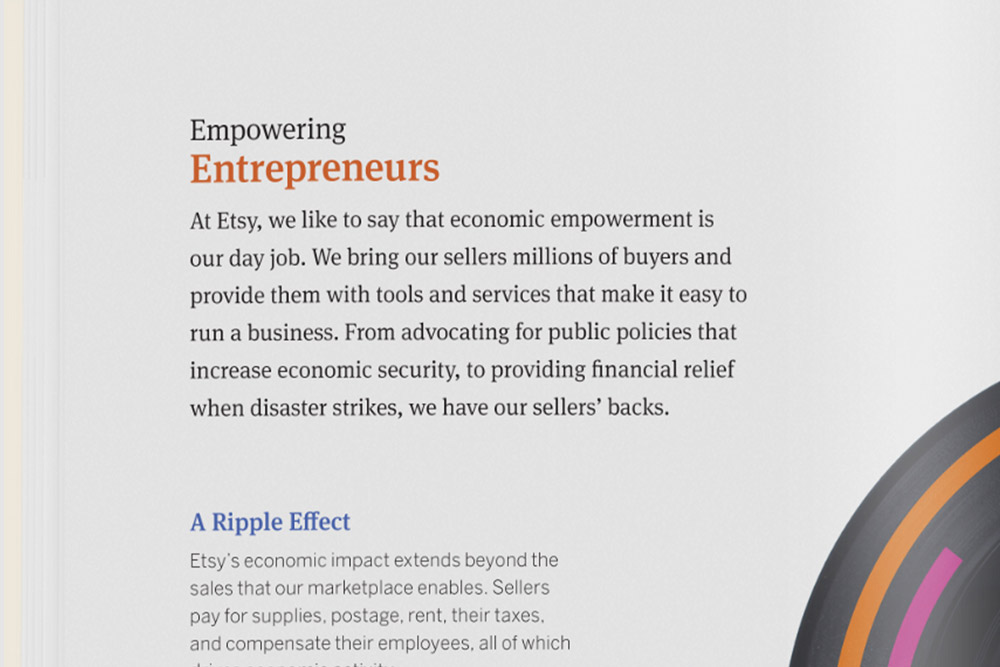 Empowering
Entrepreneurs
At Etsy, we like to say that economic empowerment is
our day job. We bring our sellers millions of buyers and
provide them with tools and services that make it easy to
run a business. From advocating for public policies that
increase economic security, to providing financial relief
when disaster strikes, we have our sellers’ backs.
A Ripple Effect
Etsy’s economic impact extends beyond the
sales that our marketplace enables. Sellers
pay for supplies, postage, rent, their taxes,
and compensate their employees, all of which